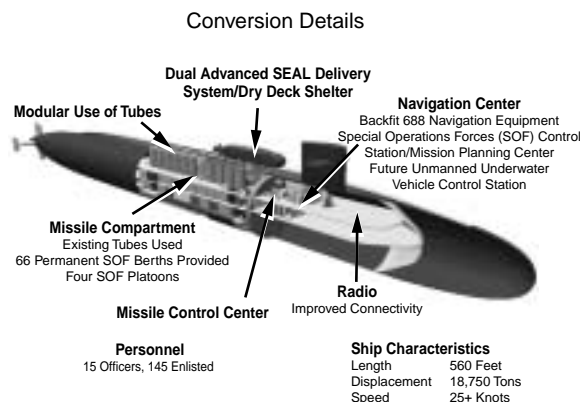 Conversion Details
Dual Advanced SEAL Delivery
System/Dry Deck Shelter
Modular Use of Tubes
Navigation Center
Backfit 688 Navigation Equipment
Special Operations Forces (SOF) Control
Station/Mission Planning Center
Future Unmanned Underwater
Vehicle Control Station
Missile Compartment
Existing Tubes Used
66 Permanent SOF Berths Provided
Four SOF Platoons
Radio
Improved Connectivity
Missile Control Center
Personnel
15 Officers, 145 Enlisted
Ship Characteristics
Length 560 Feet
Displacement 18,750 Tons
Speed 25+ Knots